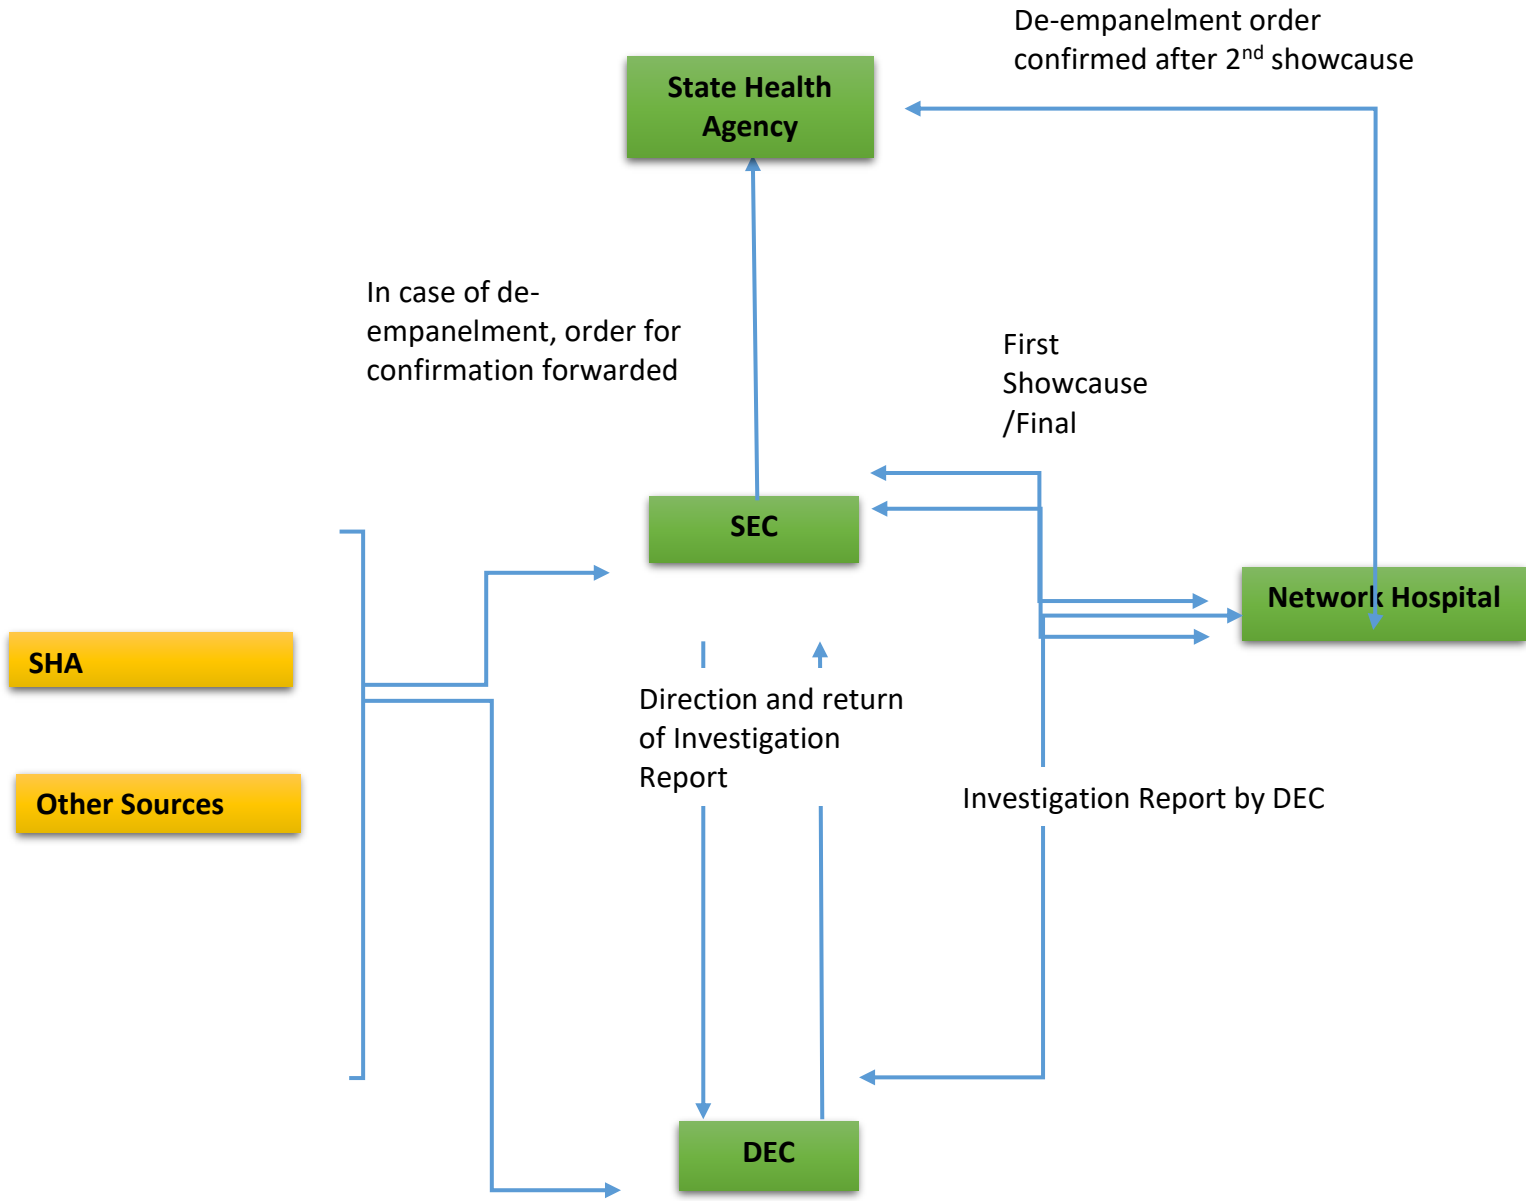 De-empanelment order
confirmed after 2nd showcause
State Health
Agency
In case of de-
empanelment, order for
confirmation forwarded
First
Showcause
/Final
SEC
Network Hospital
SHA
Direction and return
of Investigation
Report
Other Sources
Investigation Report by DEC
DEC